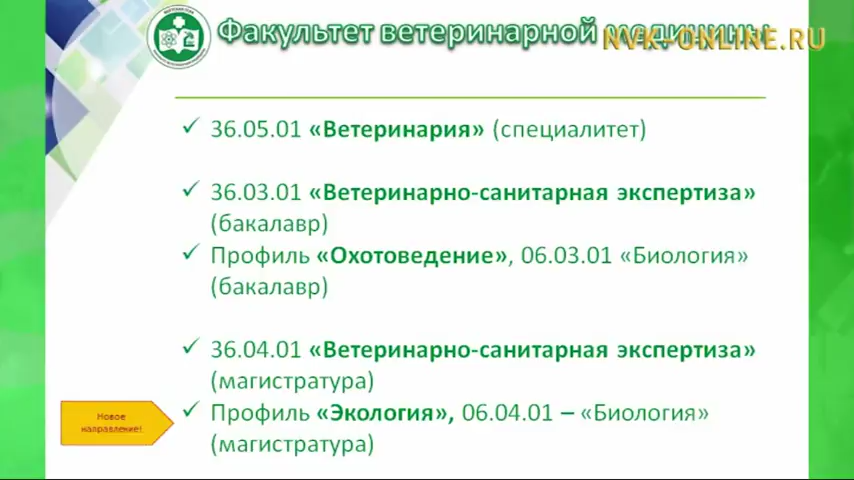 Факультет ветеринарной медицины
NVK-ONLINE.RU
36.05.01 «Ветеринария» (специалитет)
36.03.01 «Ветеринарно-санитарная экспертиза»
(бакалавр)
Профиль «Охотоведение», 06.03.01 «Биология»
(бакалавр)
36.04.01 «Ветеринарно-санитарная экспертиза»
(магистратура)
Новое
направление!
Профиль «Экология», 06.04.01 – «Биология»
(магистратура)